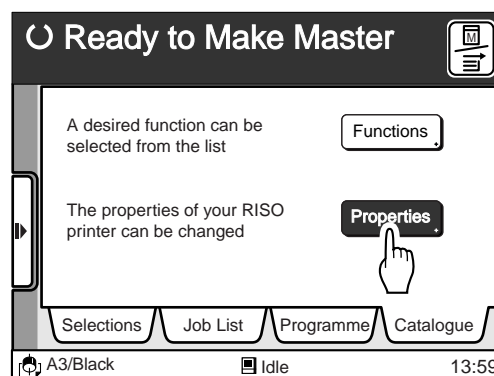 Ready to Make Master
M
A desired function can be
selected from the list
Functions
The properties of your RISO
printer can be changed
Properties
Selections
Job List
Programme
Catalogue
A3/Black
Idle
13:59